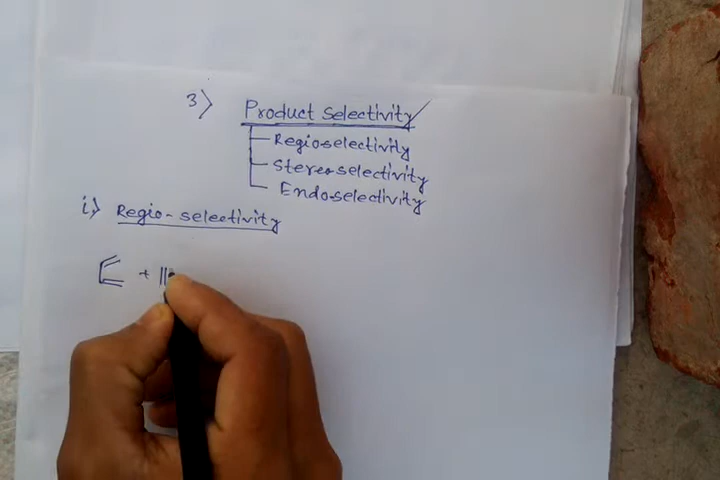 3) Product selectivity
Regioselectivity
Stereoselectivity
Endoselectivity
i) Regio-selectivity
+